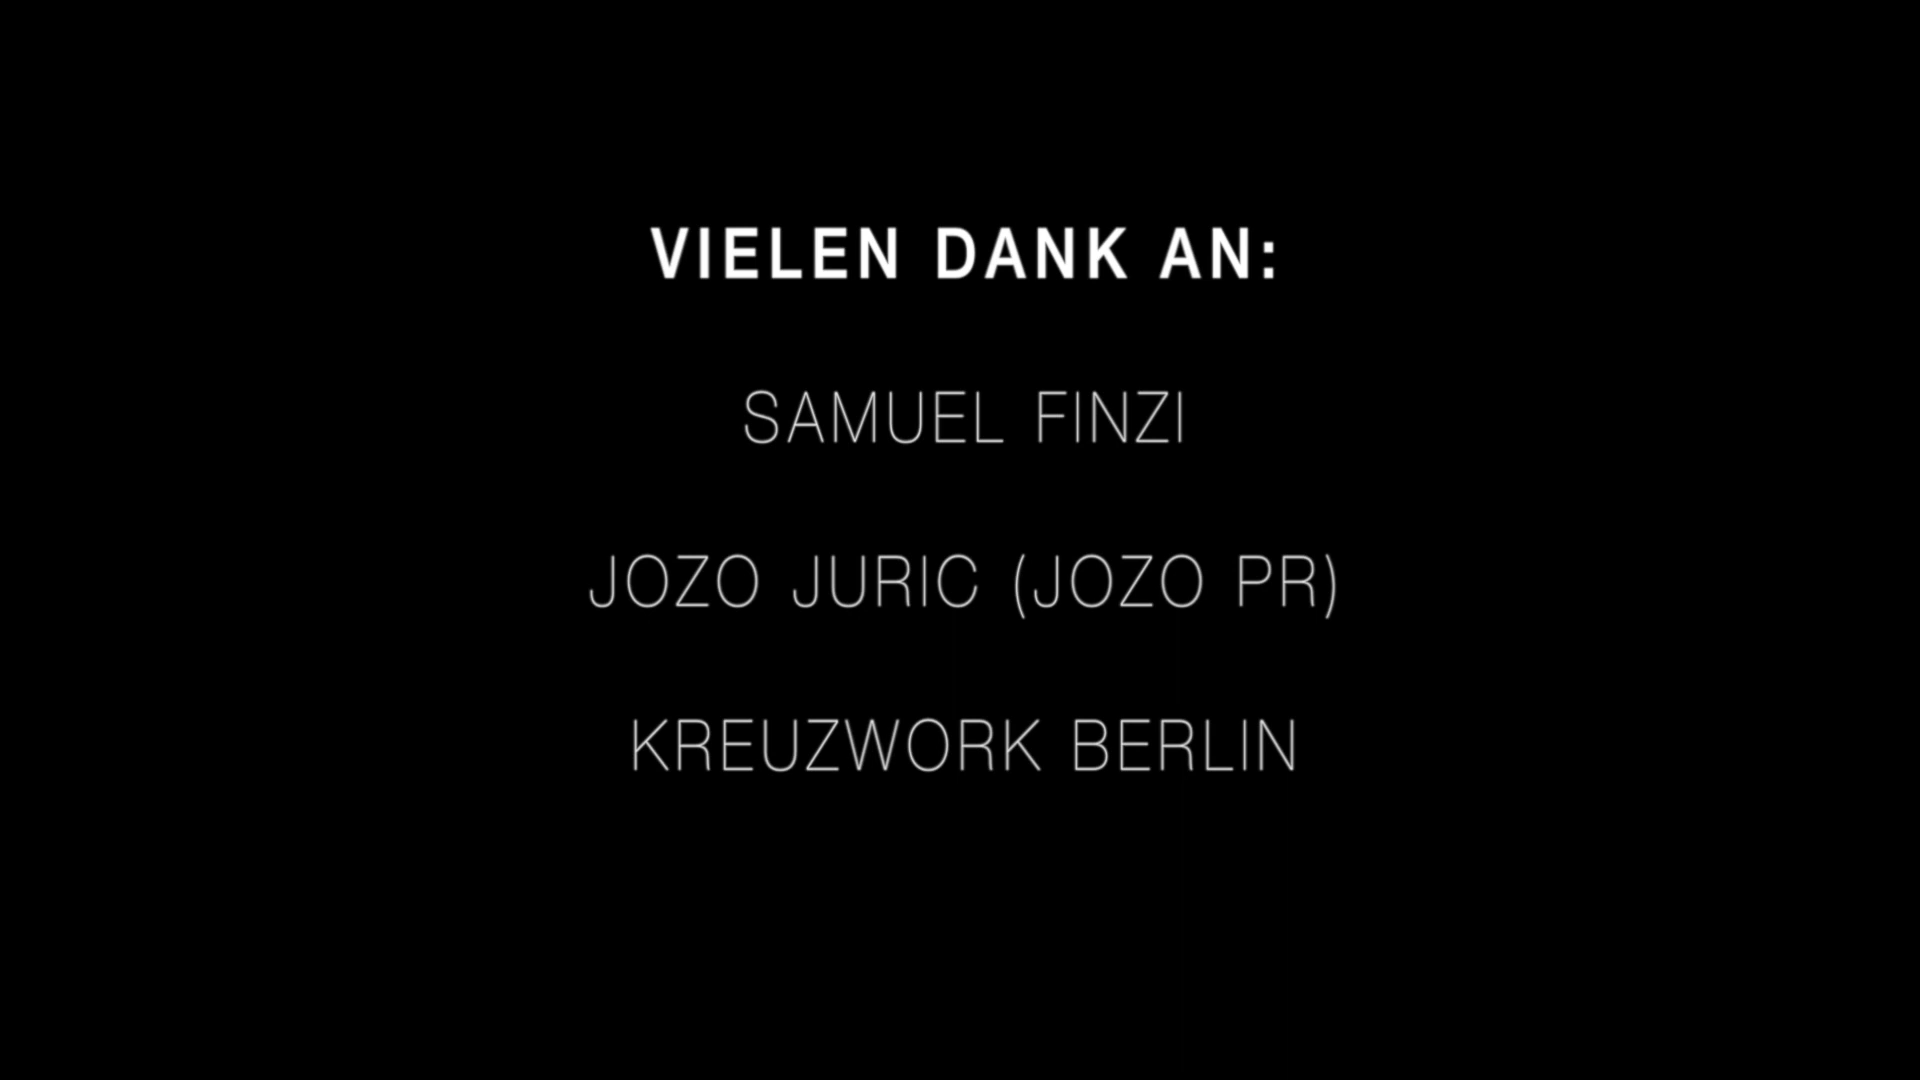 VIELEN DANK AN:
SAMUEL FINZI
JOZO JURIC (JOZO PR)
KREUZWORK BERLIN